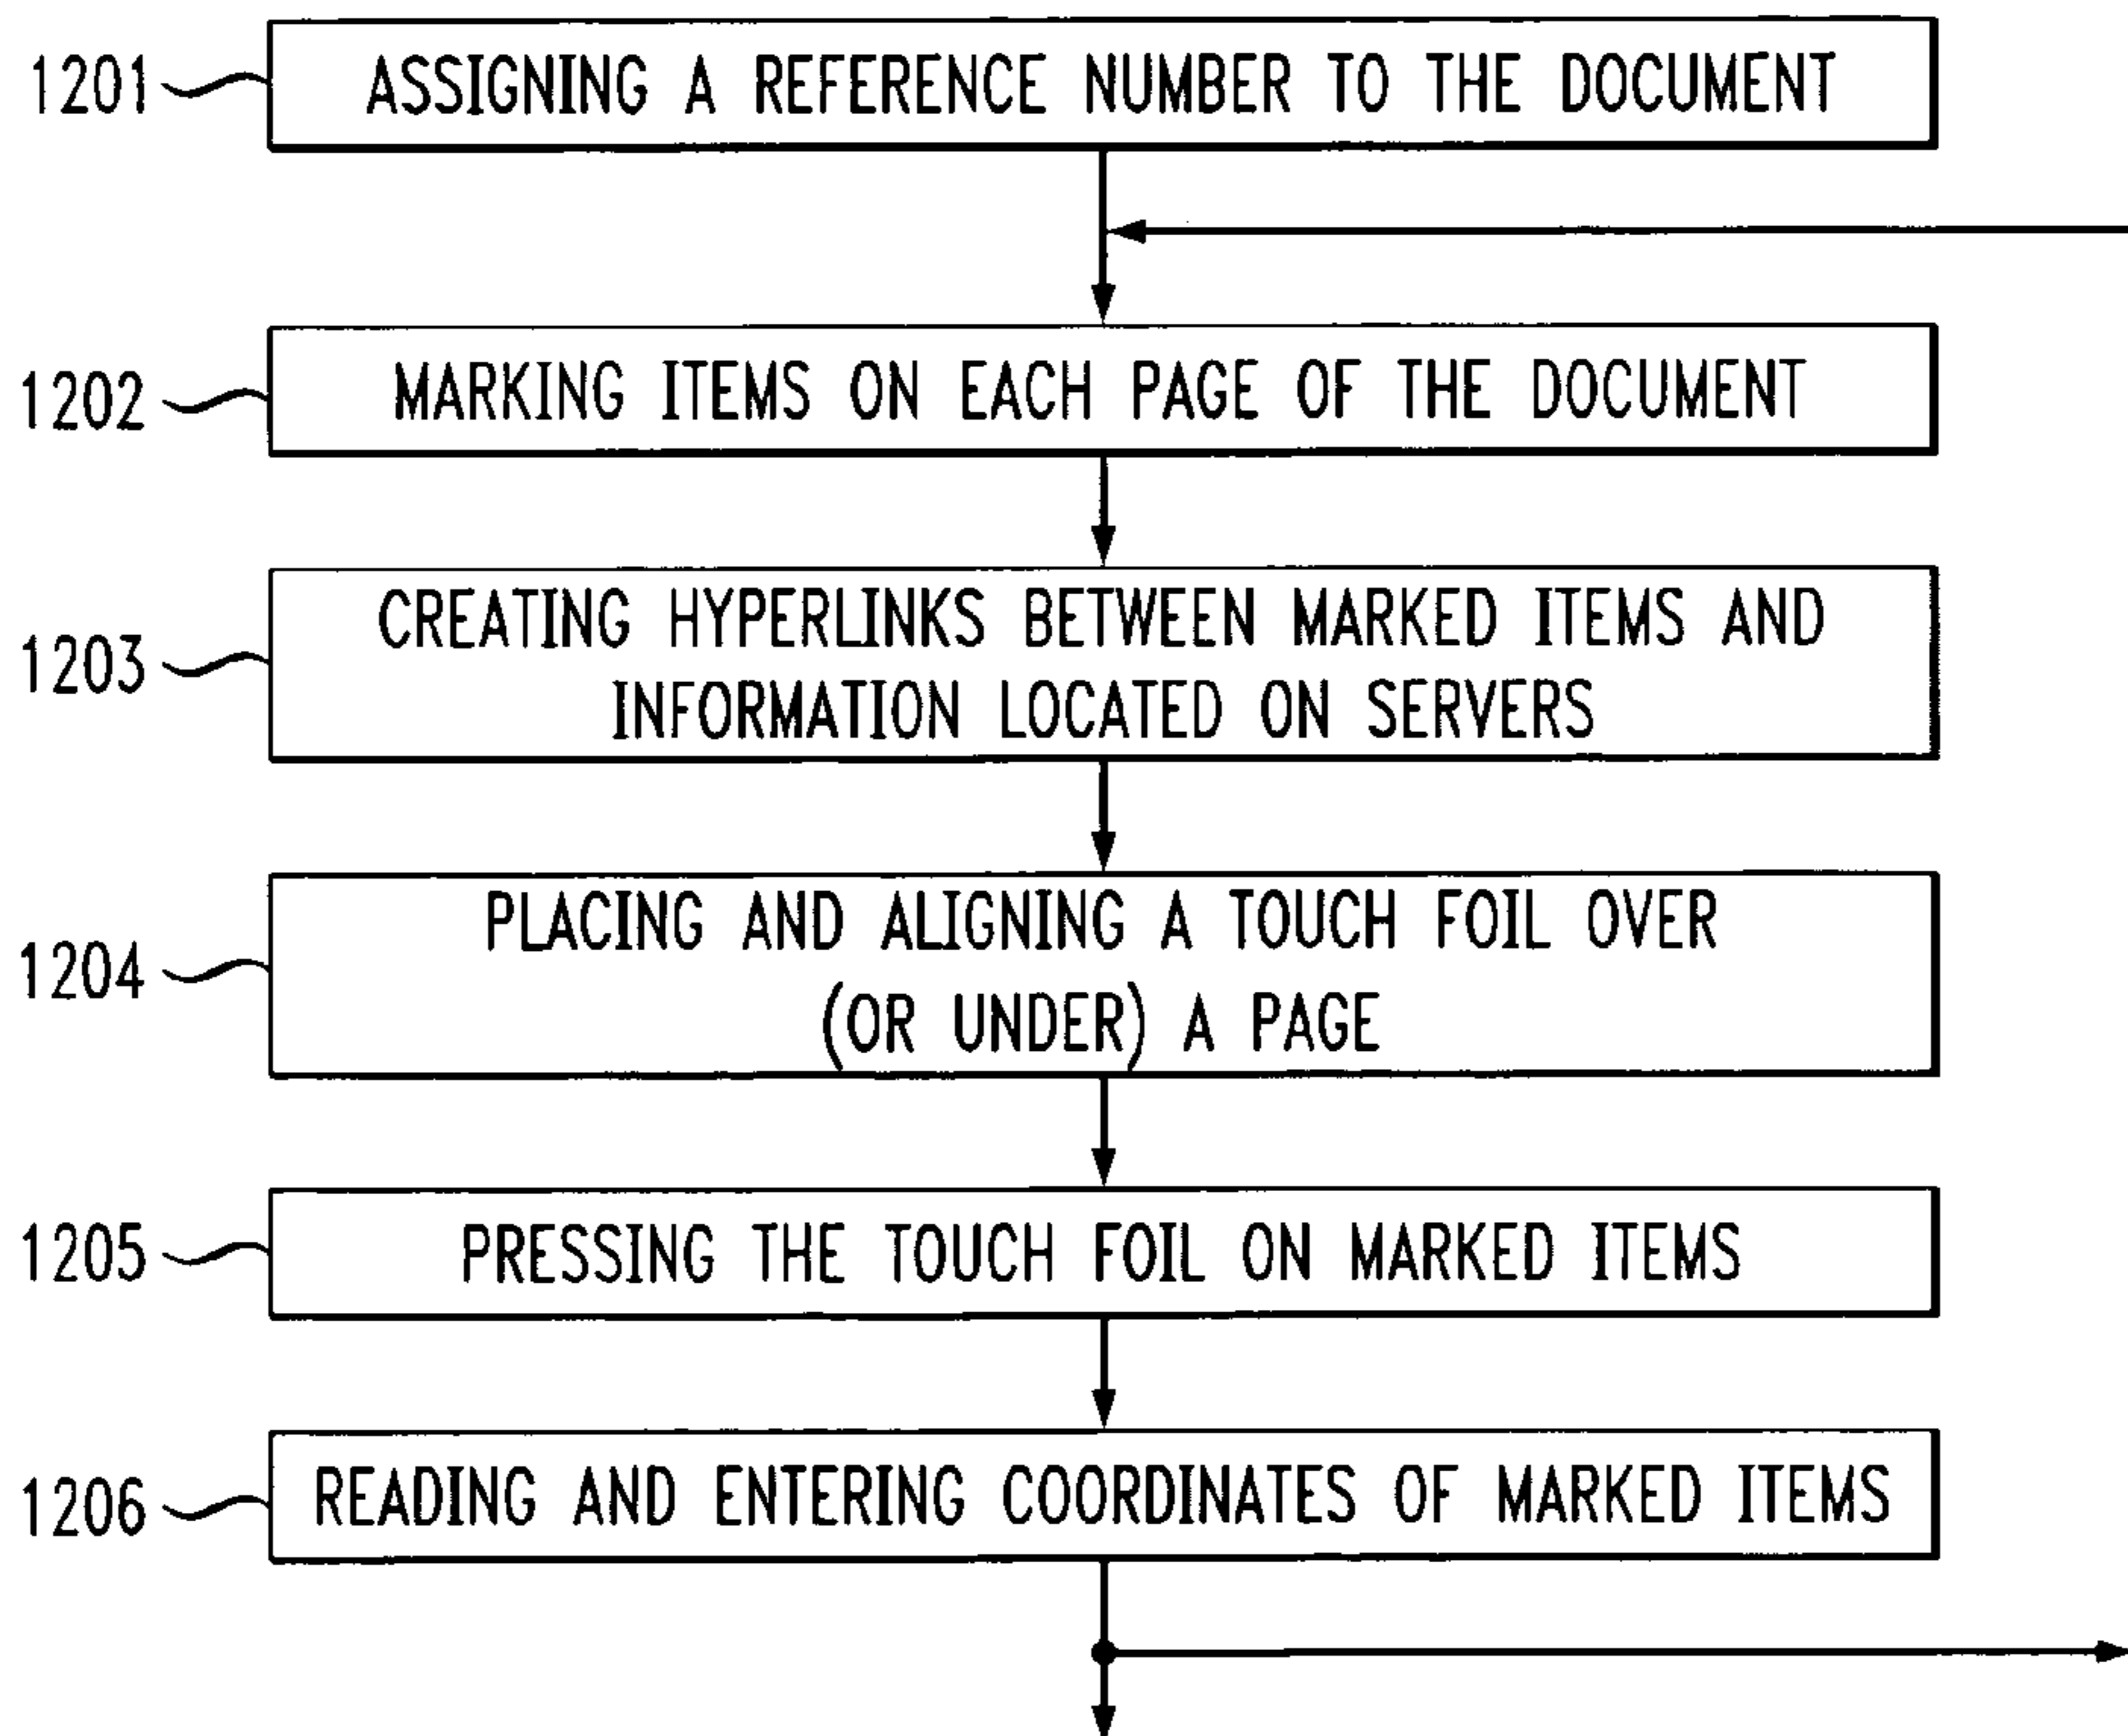 1201 ASSIGNING A REFERENCE NUMBER TO THE DOCUMENT
1202 MARKING ITEMS ON EACH PAGE OF THE DOCUMENT
1203 CREATING HYPERLINKS BETWEEN MARKED ITEMS AND
INFORMATION LOCATED ON SERVERS
1204 PLACING AND ALIGNING A TOUCH FOIL OVER
(OR UNDER) A PAGE
1205 PRESSING THE TOUCH FOIL ON MARKED ITEMS
1206 READING AND ENTERING COORDINATES OF MARKED ITEMS